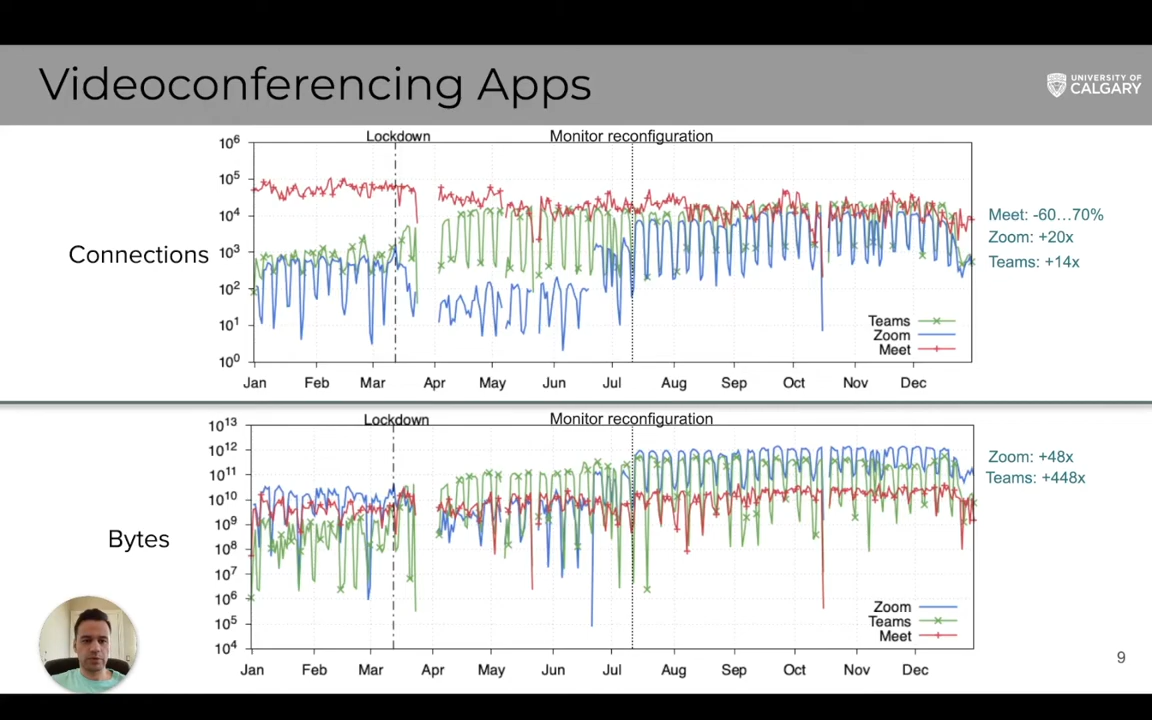 Videoconferencing Apps
UNIVERSITY OF
CALGARY
Lockdown
Monitor reconfiguration
10^6
10^5
10^4
10^3
10^2
10^1
10^0
Connections
Meet: -60...70%
Zoom: +20x
Teams: +14x
Teams
Zoom
Meet
Jan Feb Mar Apr May Jun Jul Aug Sep Oct Nov Dec
Lockdown
Monitor reconfiguration
10^13
10^12
10^11
10^10
10^9
10^8
10^7
10^6
10^5
10^4
Bytes
Zoom: +48x
Teams: +448x
Zoom
Teams
Meet
Jan Feb Mar Apr May Jun Jul Aug Sep Oct Nov Dec
9